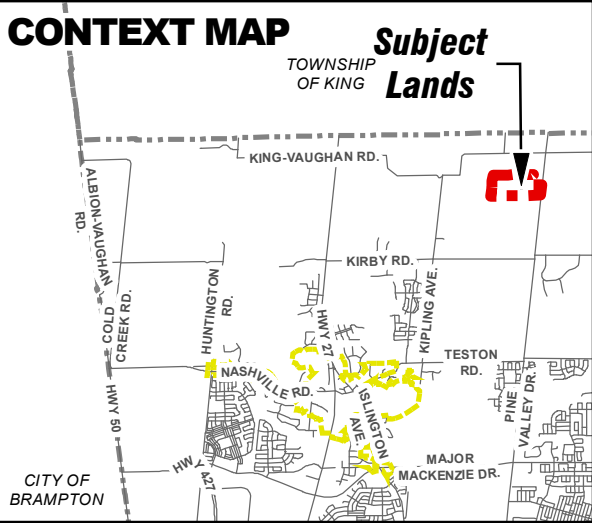 CONTEXT MAP
Subject
Lands
TOWNSHIP
OF KING
KING-VAUGHAN RD.
ALBION-VAUGHAN
RD.
KIRBY RD.
HUNTINGTON
RD.
COLD
CREEK RD.
HWY 27
KIPLING AVE.
TESTON
RD.
NASHVILLE RD.
ISLINGTON
AVE.
PINE
VALLEY DR.
HWY 50
HWY 427
MAJOR
MACKENZIE DR.
CITY OF
BRAMPTON